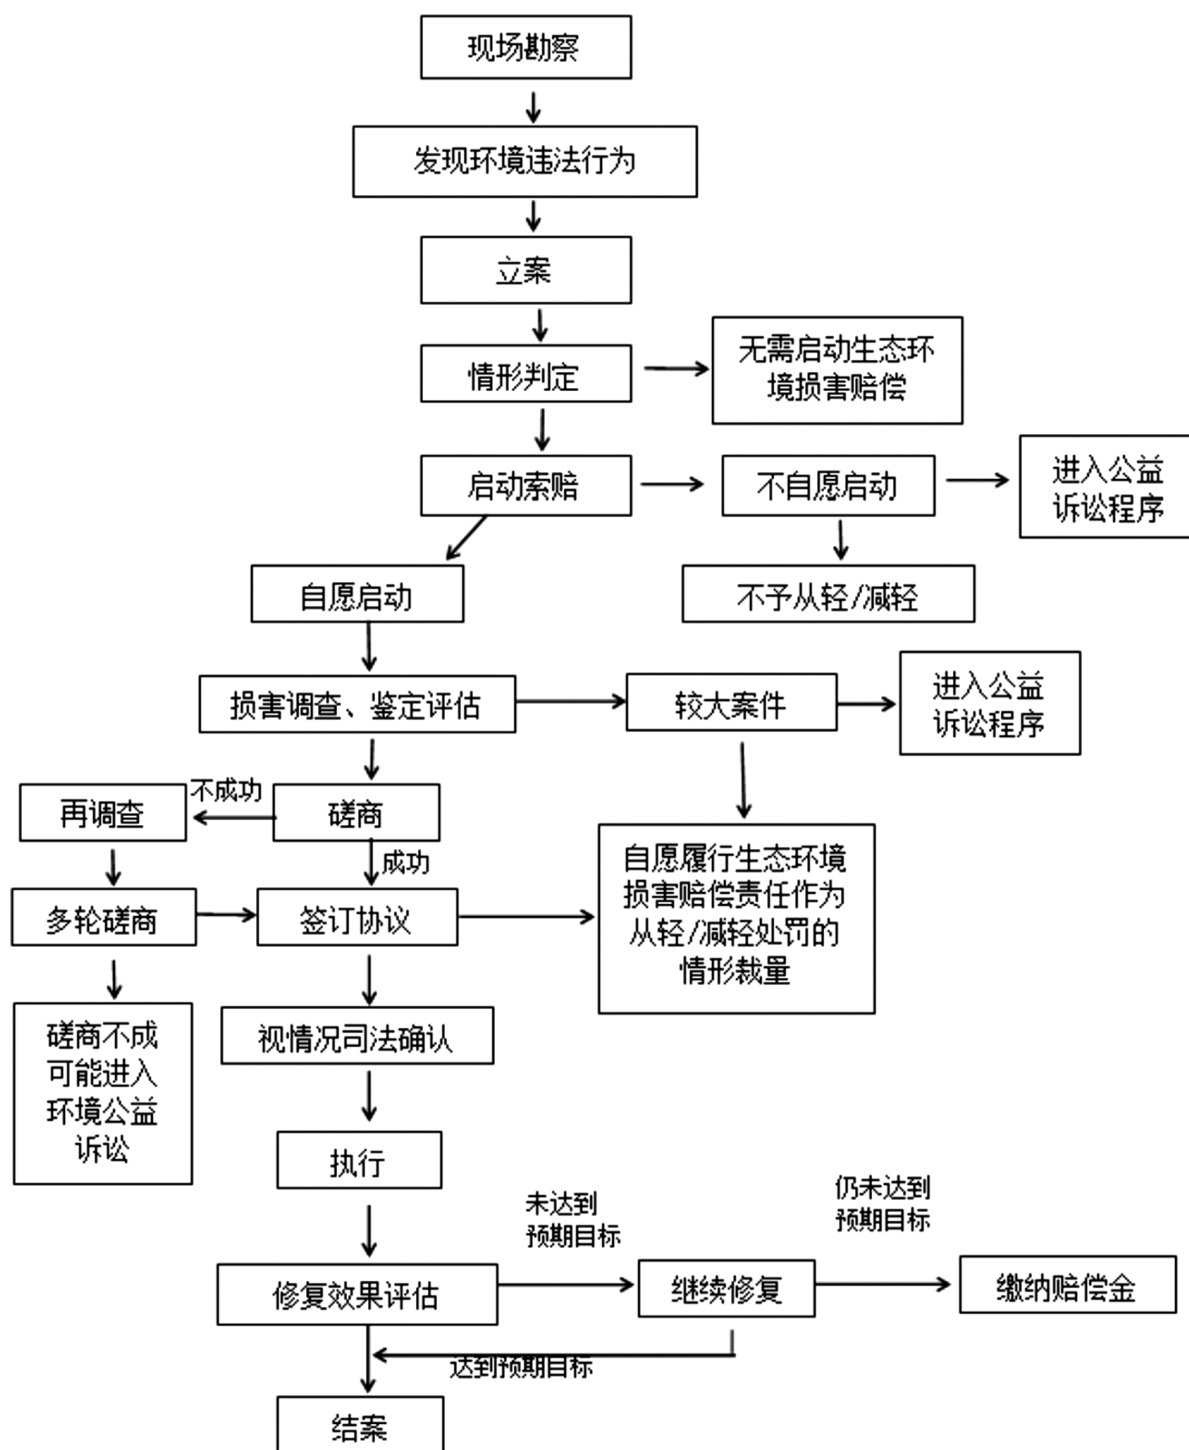 现场勘察
发现环境违法行为
立案
情形判定
无需启动生态环
境损害赔偿
启动索赔
不自愿启动
进入公益
诉讼程序
自愿启动
不予从轻/减轻
损害调查、鉴定评估
较大案件
进入公益
诉讼程序
不成功
再调查
磋商
成功
自愿履行生态环境
损害赔偿责任作为
从轻/减轻处罚的
情形裁量
多轮磋商
签订协议
磋商不成
可能进入
环境公益
诉讼
视情况司法确认
执行
未达到
预期目标
仍未达到
预期目标
修复效果评估
继续修复
缴纳赔偿金
达到预期目标
结案